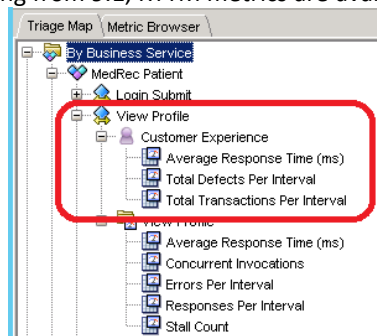 Triage Map Metric Browser
By Business Service
MedRec Patient
Login Submit
View Profile
Customer Experience
Average Response Time (ms)
Total Defects Per Interval
Total Transactions Per Interval
View Profile
Average Response Time (ms)
Concurrent Invocations
Errors Per Interval
Responses Per Interval
Stall Count